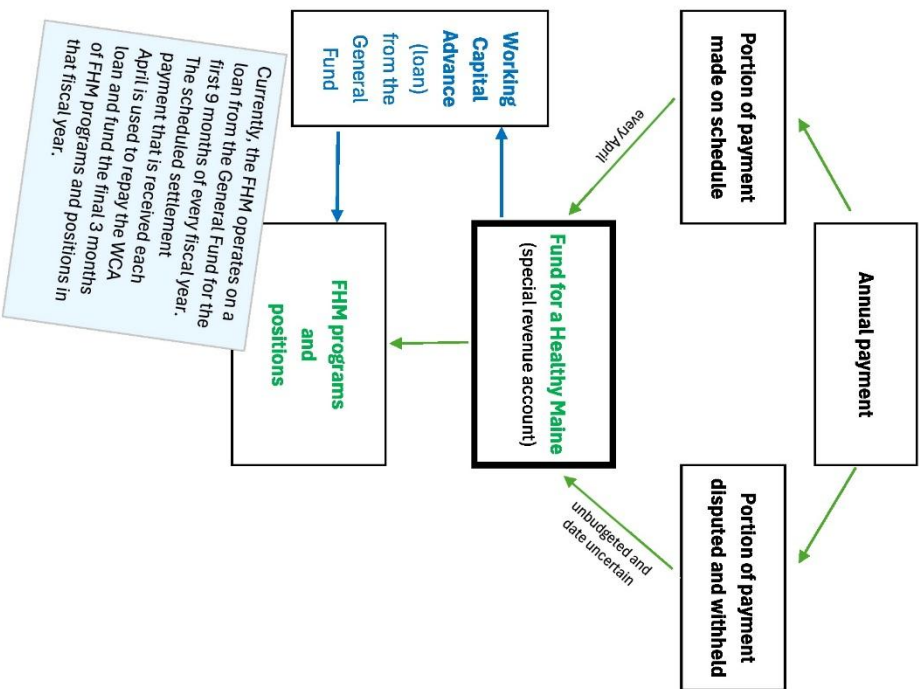 Annual payment
Portion of payment
made on schedule
Portion of payment
disputed and withheld
every April
unbudgeted and
date uncertain
Fund for a Healthy Maine
(special revenue account)
Working
Capital
Advance
(loan)
from the
General
Fund
FHM programs
and
positions
Currently, the FHM operates on a
loan from the General Fund for the
first 9 months of every fiscal year.
The scheduled settlement
payment that is received each
April is used to repay the WCA
loan and fund the final 3 months
of FHM programs and positions in
that fiscal year.